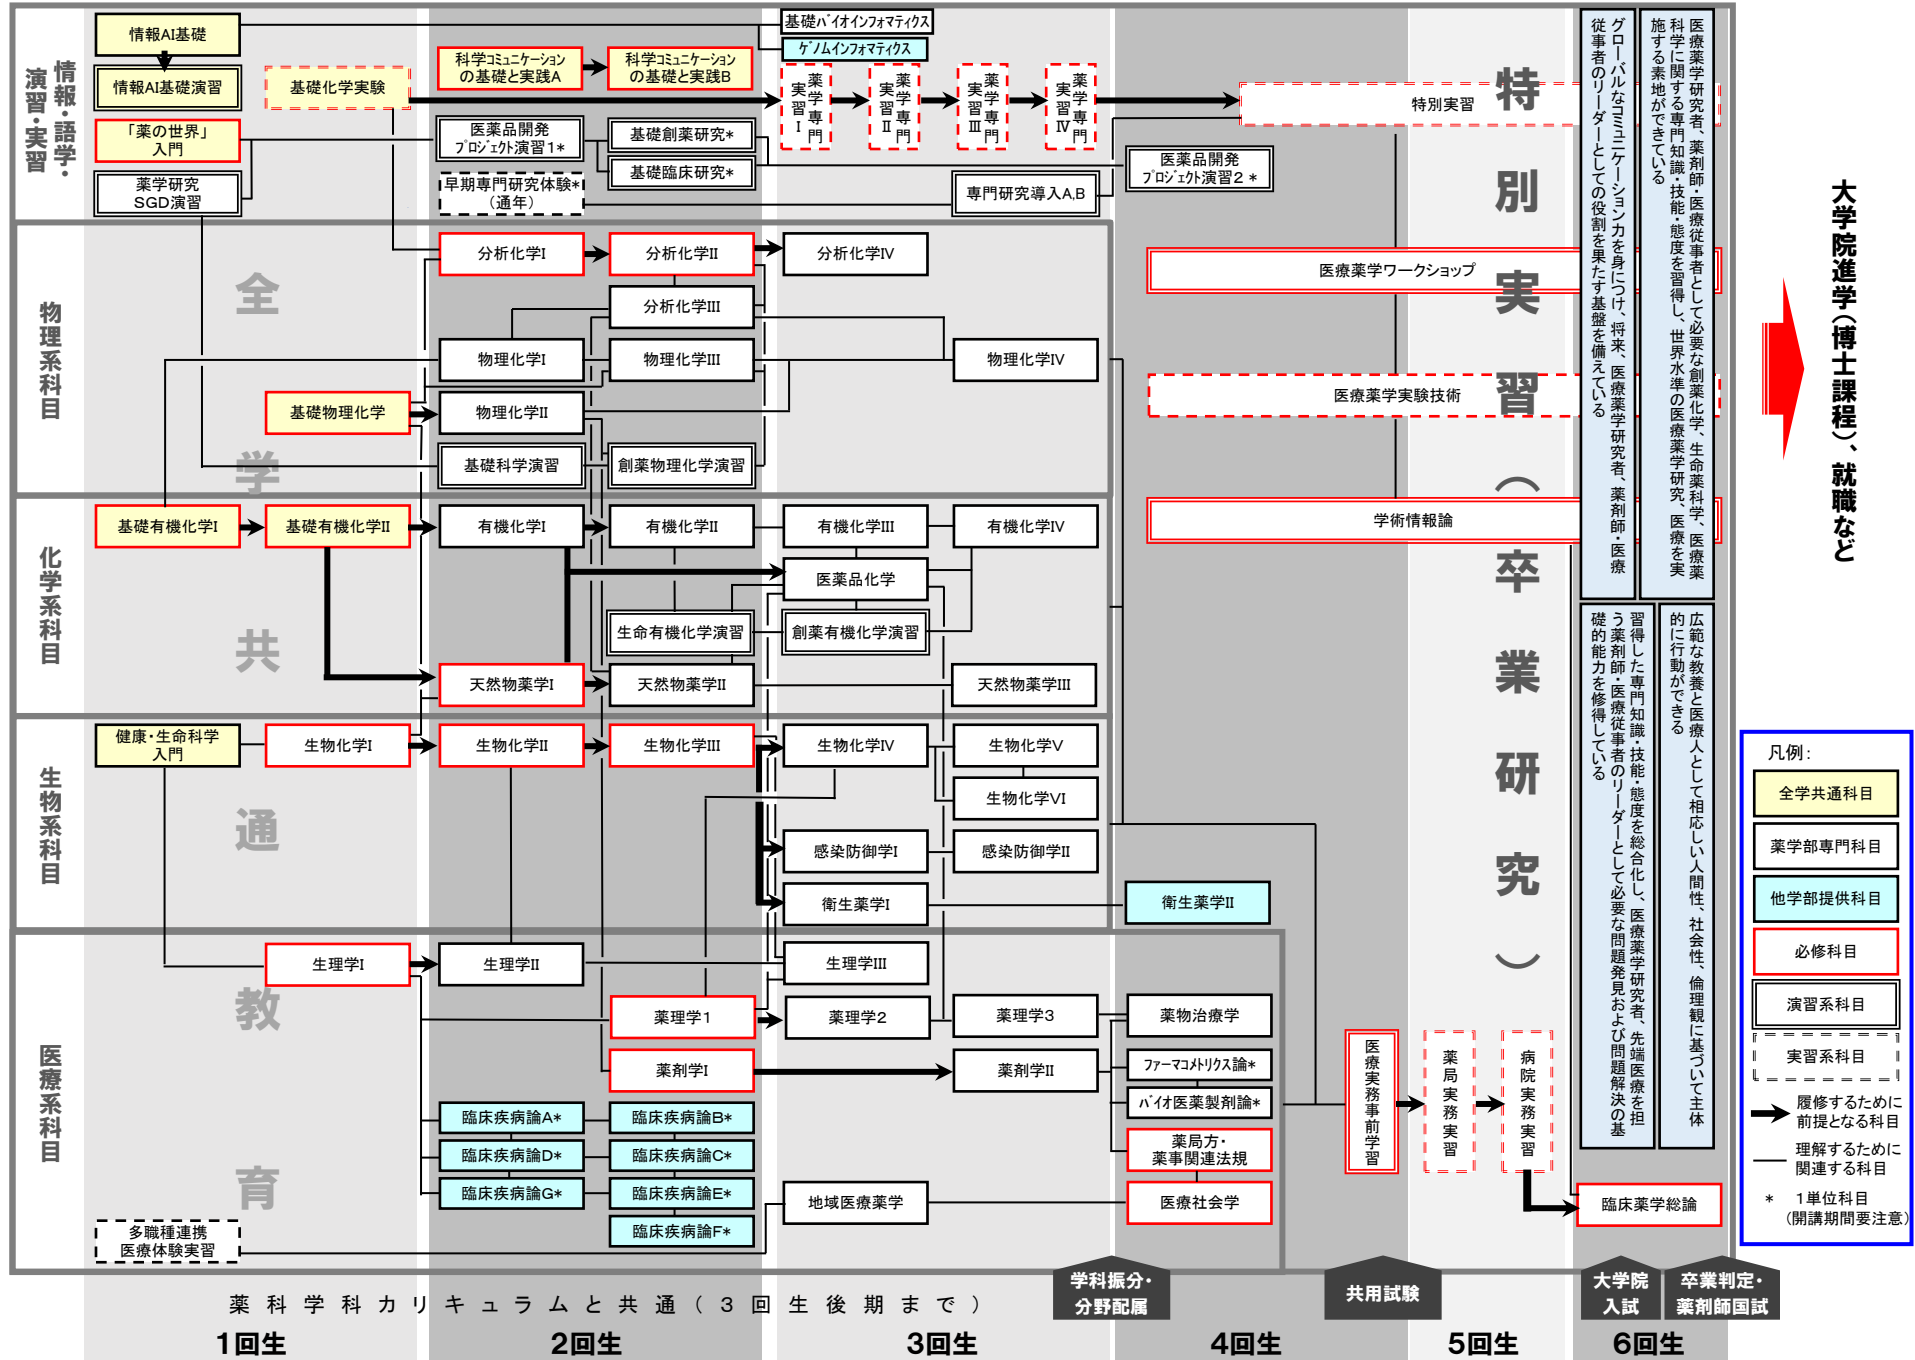 情報・語学・
演習・実習
情報AI基礎
情報AI基礎演習
「薬の世界」
入門
薬学研究
SGD演習
基礎化学実験
科学コミュニケーション
の基礎と実践A
科学コミュニケーション
の基礎と実践B
医薬品開発
プロジェクト演習1*
早期専門研究体験*
(通年)
基礎創薬研究*
基礎臨床研究*
基礎バイオインフォマティクス
ゲノムインフォマティクス
薬学専門
実習Ⅰ
薬学専門
実習Ⅱ
薬学専門
実習Ⅲ
薬学専門
実習Ⅳ
専門研究導入A,B
医薬品開発
プロジェクト演習2 *
特別実習
物理系科目
分析化学Ⅰ
分析化学Ⅱ
分析化学Ⅳ
分析化学Ⅲ
物理化学Ⅰ
物理化学Ⅲ
物理化学Ⅳ
基礎物理化学
物理化学Ⅱ
基礎科学演習
創薬物理化学演習
化学系科目
基礎有機化学Ⅰ
基礎有機化学Ⅱ
有機化学Ⅰ
有機化学Ⅱ
有機化学Ⅲ
有機化学Ⅳ
医薬品化学
生命有機化学演習
創薬有機化学演習
天然物薬学Ⅰ
天然物薬学Ⅱ
天然物薬学Ⅲ
生物系科目
健康・生命科学
入門
生物化学Ⅰ
生物化学Ⅱ
生物化学Ⅲ
生物化学Ⅳ
生物化学Ⅴ
生物化学Ⅵ
感染防御学Ⅰ
感染防御学Ⅱ
衛生薬学Ⅰ
衛生薬学Ⅱ
医療系科目
生理学Ⅰ
生理学Ⅱ
生理学Ⅲ
薬理学1
薬理学2
薬理学3
薬物治療学
薬剤学Ⅰ
薬剤学Ⅱ
ファーマコメトリクス論*
バイオ医薬製剤論*
臨床疾病論A*
臨床疾病論B*
臨床疾病論D*
臨床疾病論C*
臨床疾病論G*
臨床疾病論E*
臨床疾病論F*
薬局方・
薬事関連法規
地域医療薬学
医療社会学
多職種連携
医療体験実習
全学共通教育
特別実習(卒業研究)
医療薬学ワークショップ
医療薬学実験技術
学術情報論
医療実務事前学習
薬局実務実習
病院実務実習
臨床薬学総論
医療薬学研究者、薬剤師・医療従事者として必要な創薬化学、生命薬科学、医療薬
科学に関する専門知識・技能・態度を習得し、世界水準の医療薬学研究、医療を実
施する素地ができている
グローバルなコミュニケーション力を身につけ、将来、医療薬学研究者、薬剤師・医療
従事者のリーダーとしての役割を果たす基盤を備えている
広範な教養と医療人として相応しい人間性、社会性、倫理観に基づいて主体
的に行動ができる
習得した専門知識・技能・態度を総合化し、医療薬学研究者、先端医療を担
う薬剤師・医療従事者のリーダーとして必要な問題発見および問題解決の基
礎的能力を修得している
大学院進学(博士課程)、就職など
凡例:
全学共通科目
薬学部専門科目
他学部提供科目
必修科目
演習系科目
実習系科目
履修するために
前提となる科目
理解するために
関連する科目
* 1単位科目
(開講期間要注意)
学科振分・
分野配属
共用試験
大学院
入試
卒業判定・
薬剤師国試
薬科学科カリキュラムと共通(3回生後期まで)
1回生
2回生
3回生
4回生
5回生
6回生